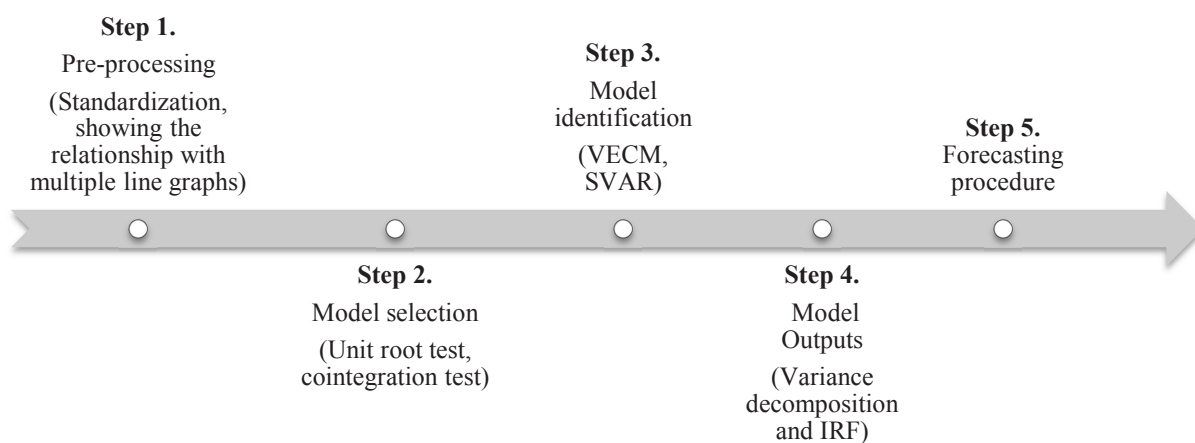 Step 1.
Pre-processing
(Standardization,
showing the
relationship with
multiple line graphs)
Step 2.
Model selection
(Unit root test,
cointegration test)
Step 3.
Model
identification
(VECM,
SVAR)
Step 4.
Model
Outputs
(Variance
decomposition
and IRF)
Step 5.
Forecasting
procedure